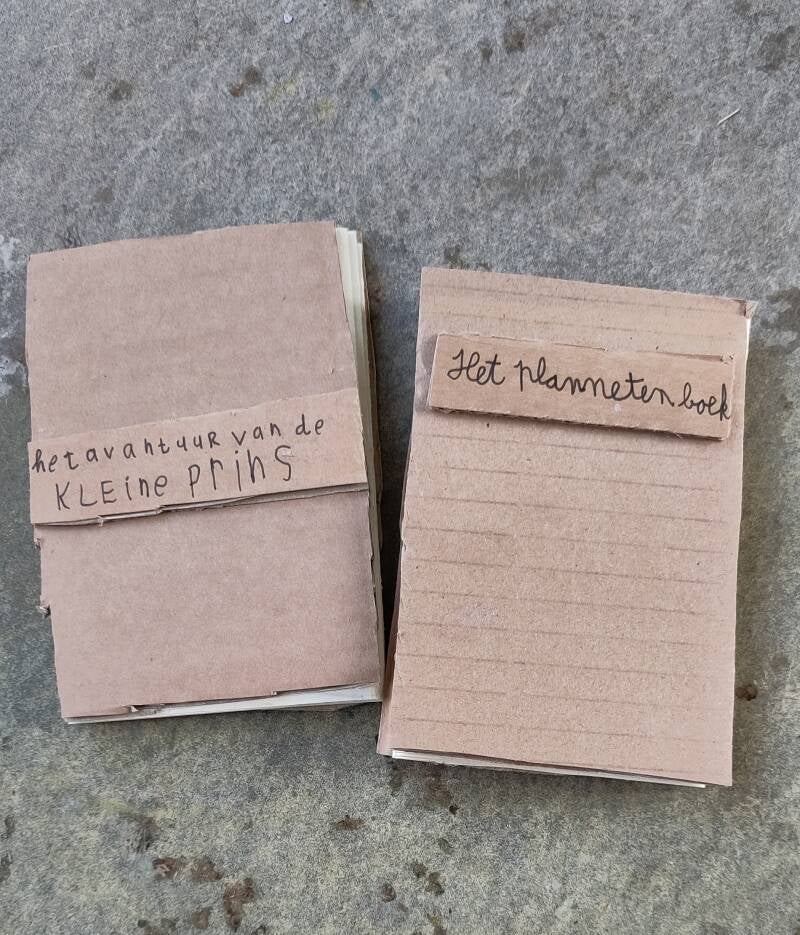 het avantuur van de
KLEine prins
Het planneten boek